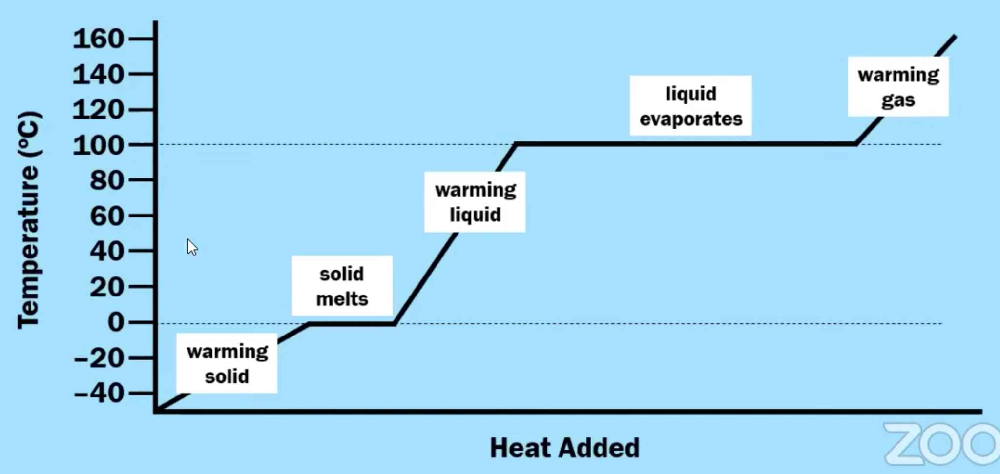 160
140
120
100
80
60
40
20
0
–20
–40
Temperature (ºC)
warming
solid
solid
melts
warming
liquid
liquid
evaporates
warming
gas
Heat Added
ZOO